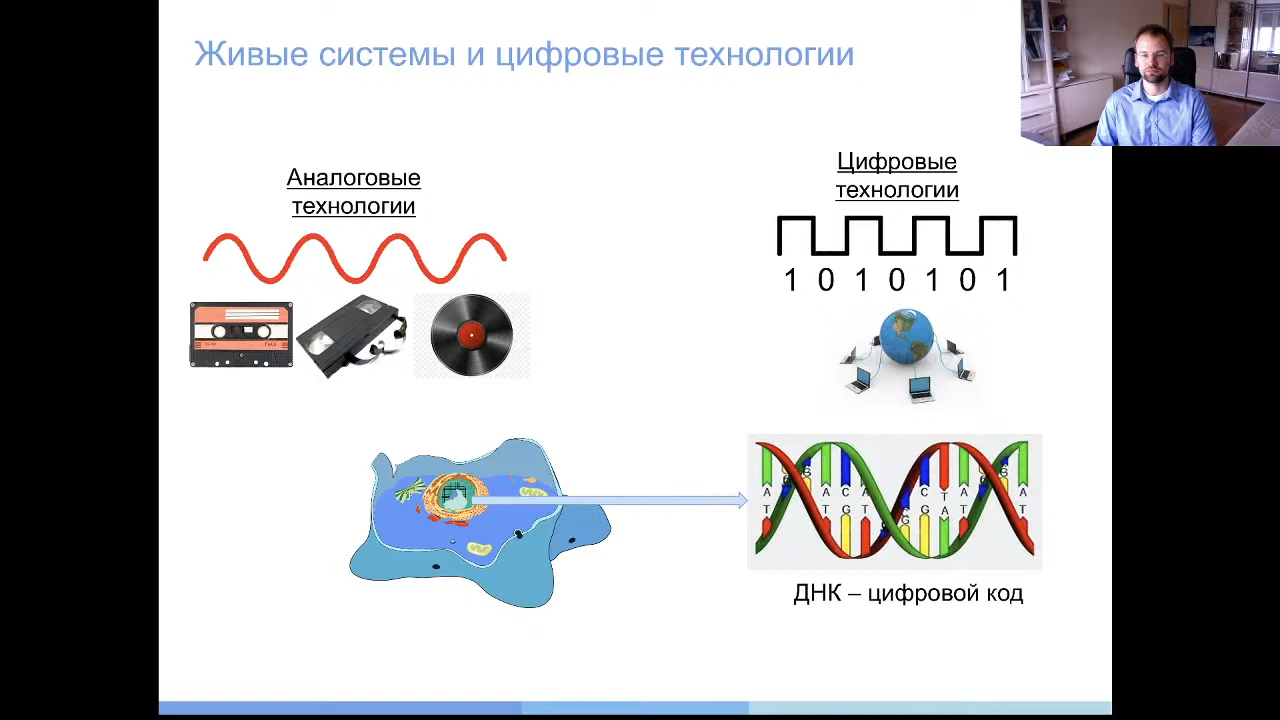 Живые системы и цифровые технологии
Аналоговые
технологии
Цифровые
технологии
1 0 1 0 1 0 1
A A C A C T A A
T T G T G A T T
ДНК – цифровой код